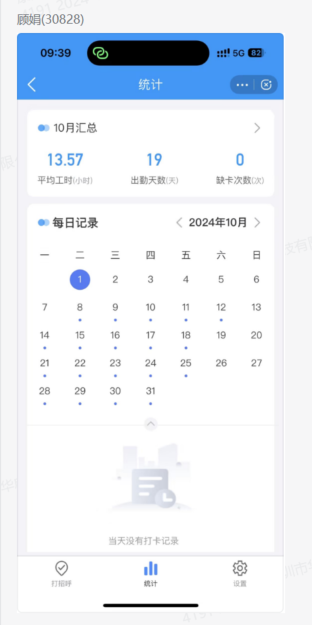 顾娟(30828)
09:39 5G 82
统计
10月汇总
13.57 19 0
平均工时(小时) 出勤天数(天) 缺卡次数(次)
每日记录 2024年10月
一 二 三 四 五 六 日
1 2 3 4 5 6
7 8 9 10 11 12 13
14 15 16 17 18 19 20
21 22 23 24 25 26 27
28 29 30 31
当天没有打卡记录
打招呼 统计 设置